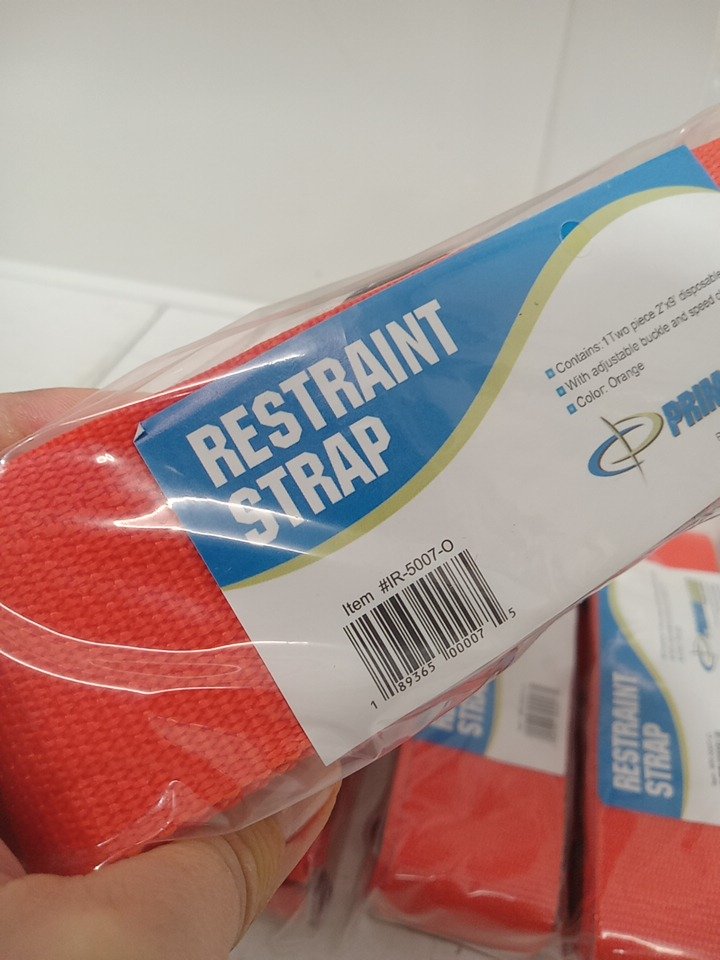 RESTRAINT
STRAP
Contains: 1 Two piece 2"x9' disposable
With adjustable buckle and speed
Color: Orange
Item #IR-5007-O
1 89365 00007 5
RESTRAINT
STRAP